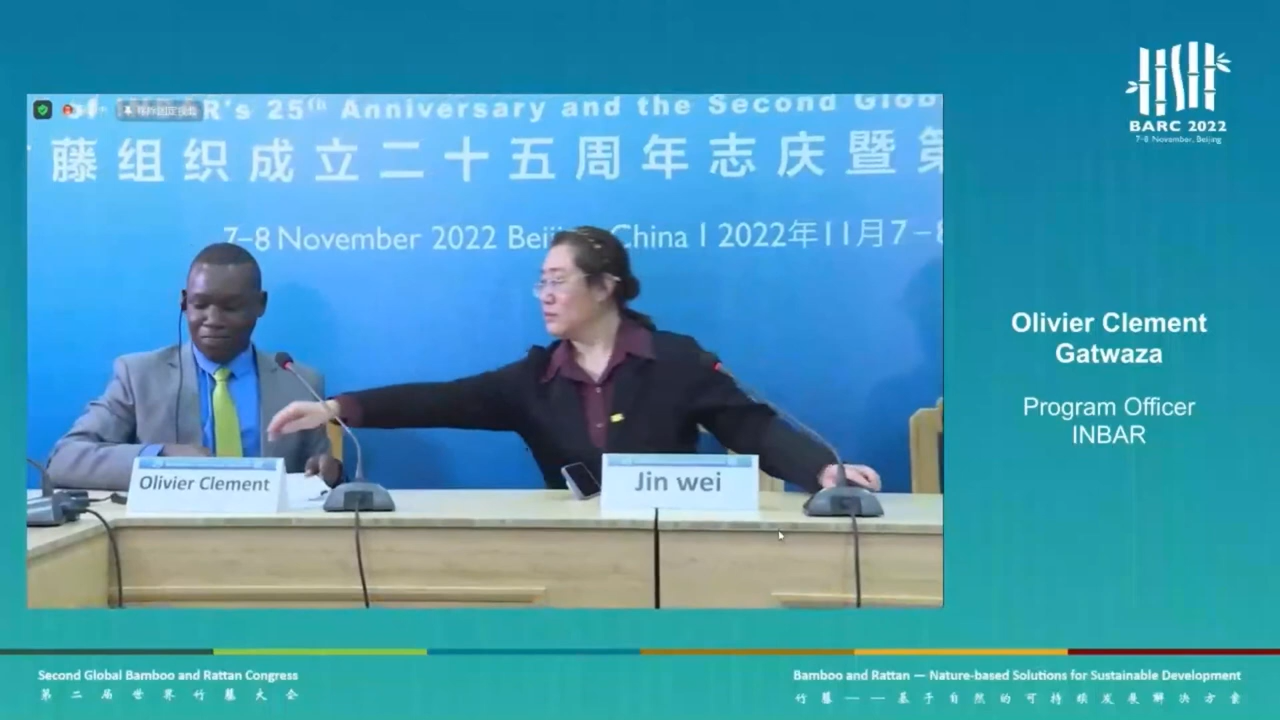 BARC 2022
7-8 November, Beijing
's 25th Anniversary and the Second Glob
藤组织成立二十五周年志庆暨第
7-8 November 2022 China I 2022年11月7-8
Olivier Clement
Jin wei
Olivier Clement
Gatwaza
Program Officer
INBAR
Second Global Bamboo and Rattan Congress
第二届世界竹藤大会
Bamboo and Rattan — Nature-based Solutions for Sustainable Development
竹藤——基于自然的可持续发展解决方案